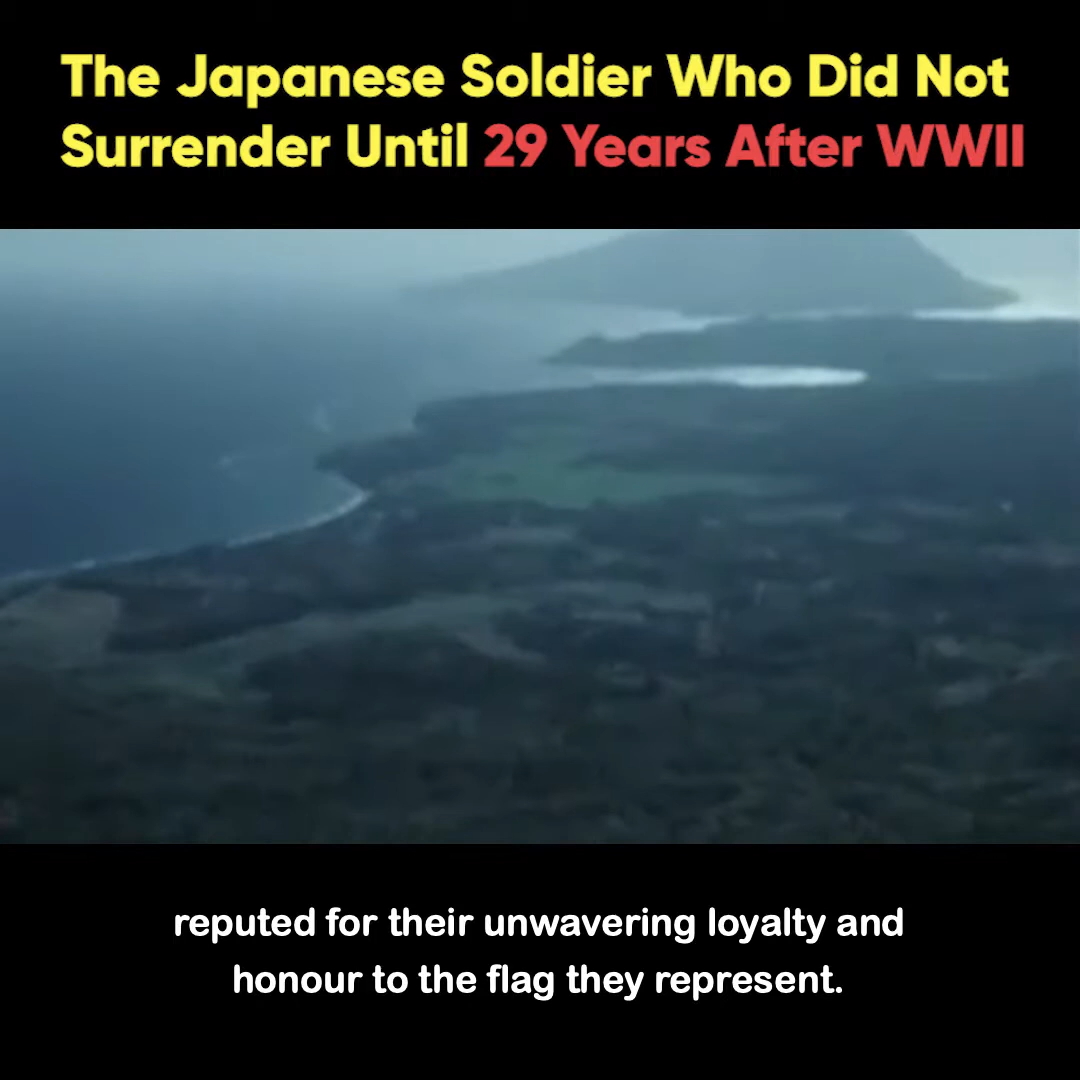 The Japanese Soldier Who Did Not
Surrender Until 29 Years After WWII
reputed for their unwavering loyalty and
honour to the flag they represent.